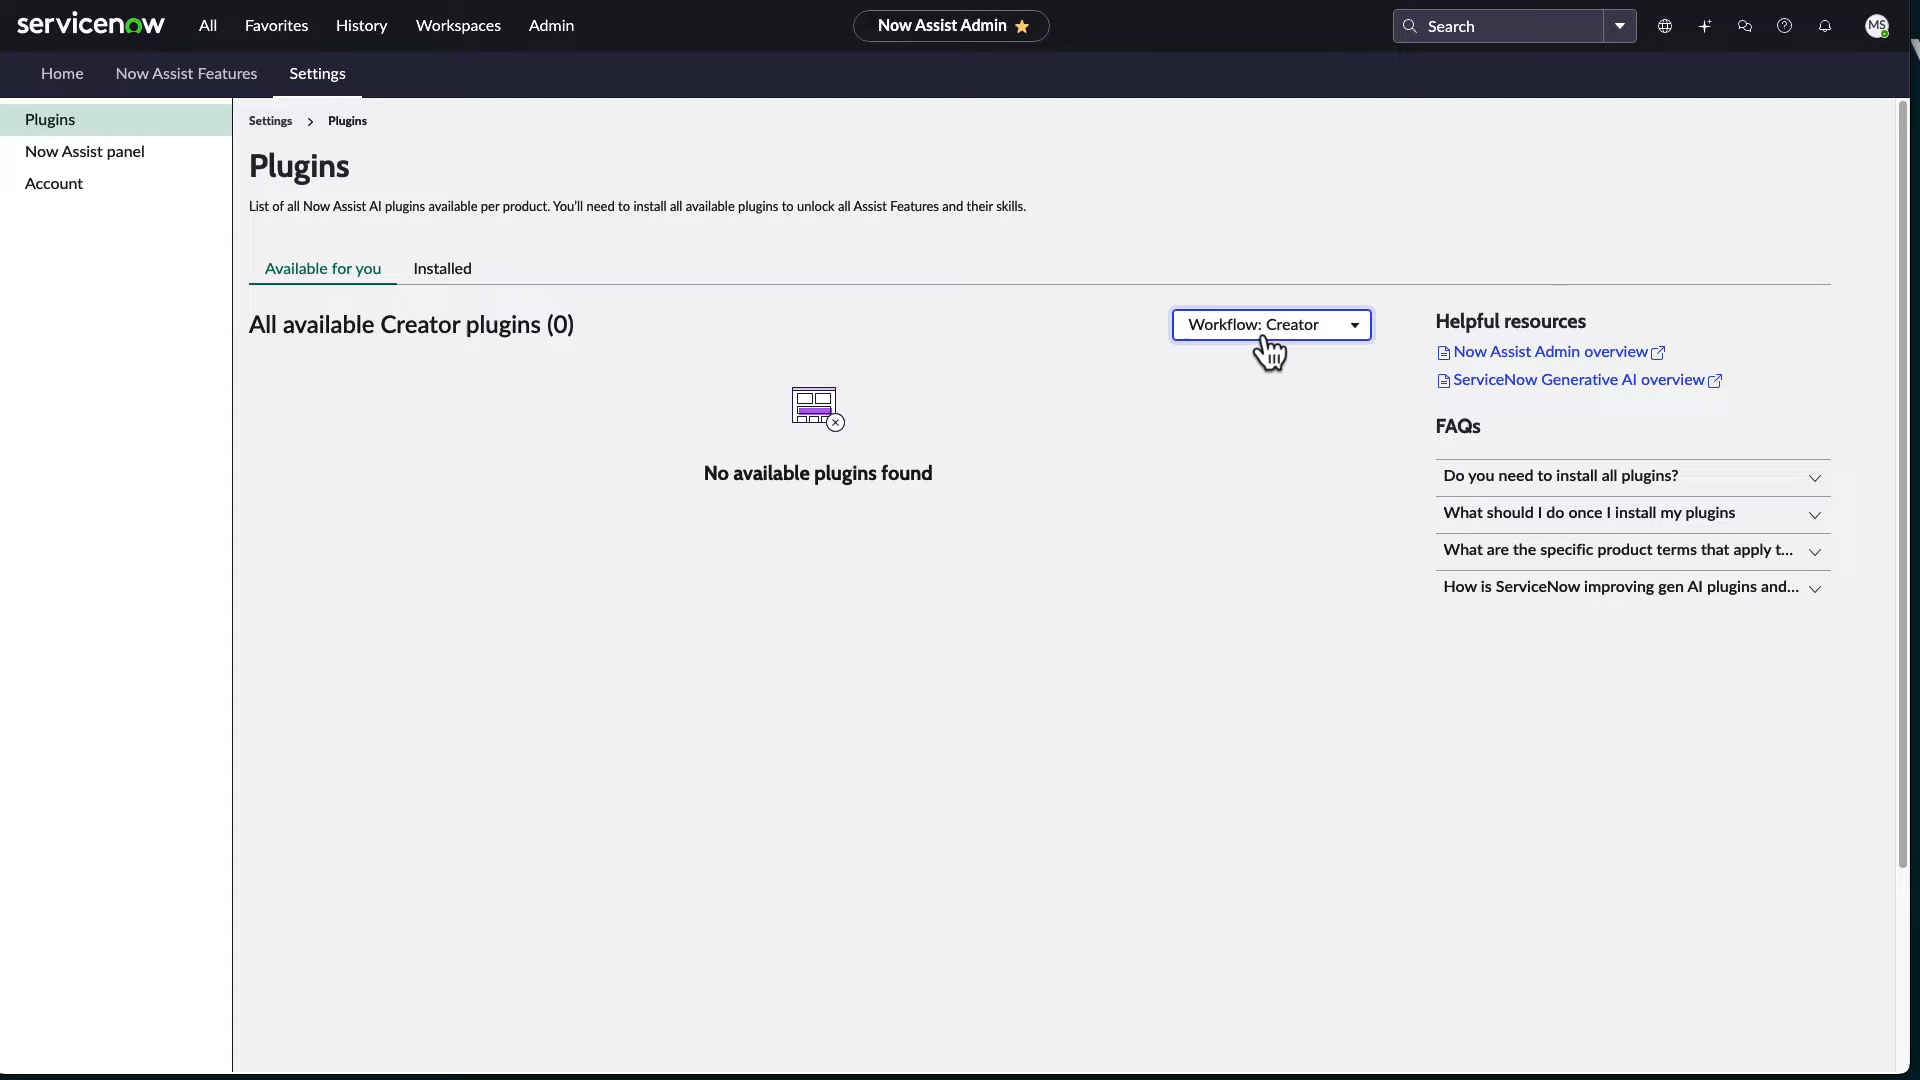 servicenow
All
Favorites
History
Workspaces
Admin
Now Assist Admin
Search
MS
Home
Now Assist Features
Settings
Plugins
Now Assist panel
Account
Settings > Plugins
Plugins
List of all Now Assist AI plugins available per product. You'll need to install all available plugins to unlock all Assist Features and their skills.
Available for you
Installed
All available Creator plugins (0)
Workflow: Creator
No available plugins found
Helpful resources
Now Assist Admin overview
ServiceNow Generative AI overview
FAQs
Do you need to install all plugins?
What should I do once I install my plugins
What are the specific product terms that apply t...
How is ServiceNow improving gen AI plugins and...